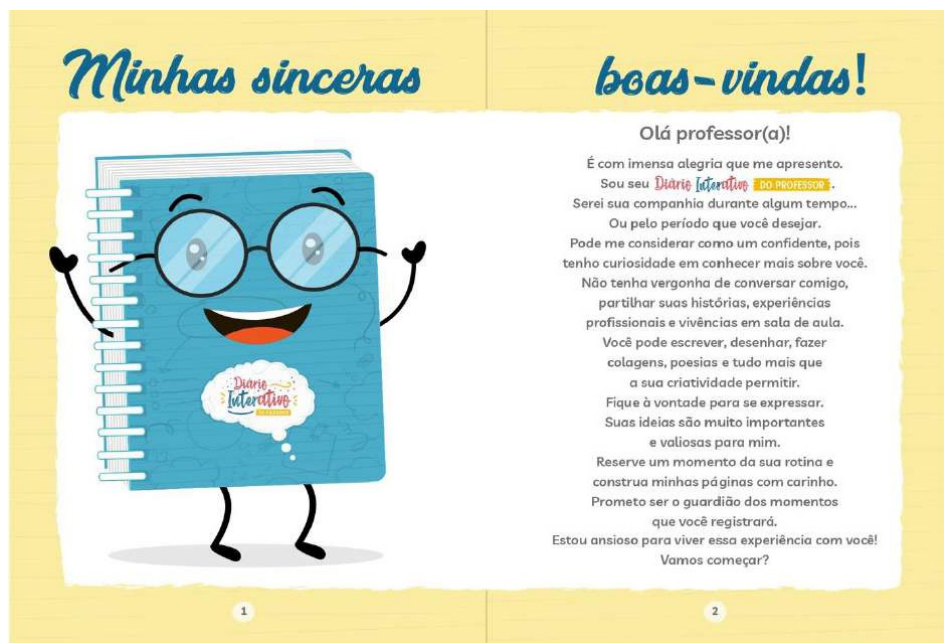 Minhas sinceras boas-vindas!
Diário
Interativo
DO PROFESSOR
Olá professor(a)!
É com imensa alegria que me apresento.
Sou seu Diário Interativo DO PROFESSOR.
Serei sua companhia durante algum tempo...
Ou pelo período que você desejar.
Pode me considerar como um confidente, pois
tenho curiosidade em conhecer mais sobre você.
Não tenha vergonha de conversar comigo,
partilhar suas histórias, experiências
profissionais e vivências em sala de aula.
Você pode escrever, desenhar, fazer
colagens, poesias e tudo mais que
a sua criatividade permitir.
Fique à vontade para se expressar.
Suas ideias são muito importantes
e valiosas para mim.
Reserve um momento da sua rotina e
construa minhas páginas com carinho.
Prometo ser o guardião dos momentos
que você registrará.
Estou ansioso para viver essa experiência com você!
Vamos começar?
1
2